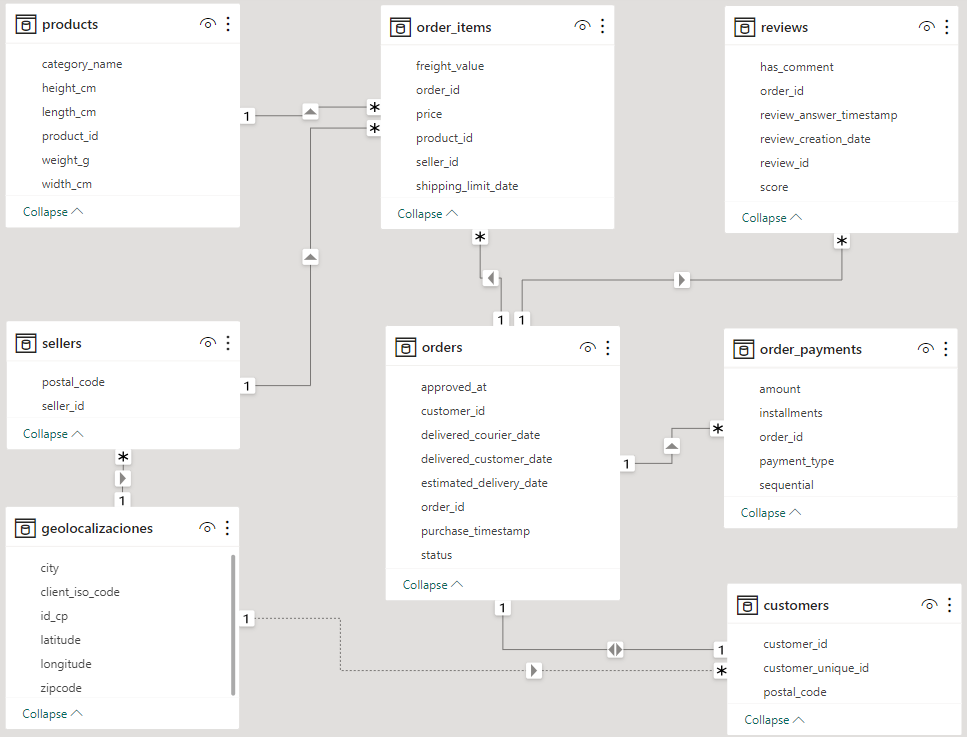 products
category_name
height_cm
length_cm
product_id
weight_g
width_cm
Collapse
order_items
freight_value
order_id
price
product_id
seller_id
shipping_limit_date
Collapse
reviews
has_comment
order_id
review_answer_timestamp
review_creation_date
review_id
score
Collapse
1
*
*
*
*
1
1
sellers
postal_code
seller_id
Collapse
1
*
1
orders
approved_at
customer_id
delivered_courier_date
delivered_customer_date
estimated_delivery_date
order_id
purchase_timestamp
status
Collapse
1
*
order_payments
amount
installments
order_id
payment_type
sequential
Collapse
geolocalizaciones
city
client_iso_code
id_cp
latitude
longitude
zipcode
Collapse
1
1
1
*
customers
customer_id
customer_unique_id
postal_code
Collapse